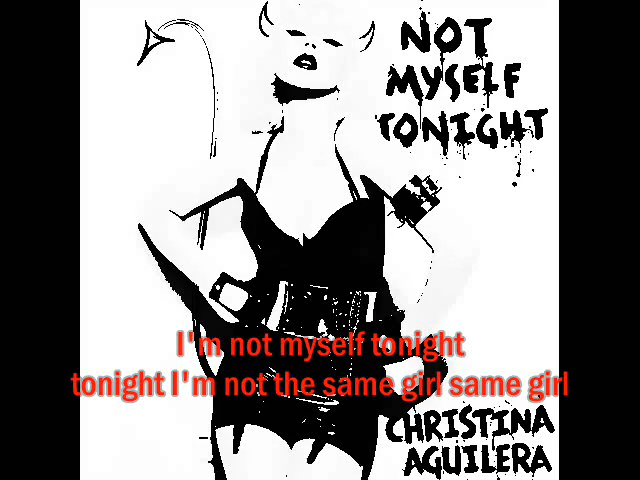 NOT
MYSELF
TONIGHT
I'm not myself tonight
tonight I'm not the same girl same girl
CHRISTINA
AGUILERA